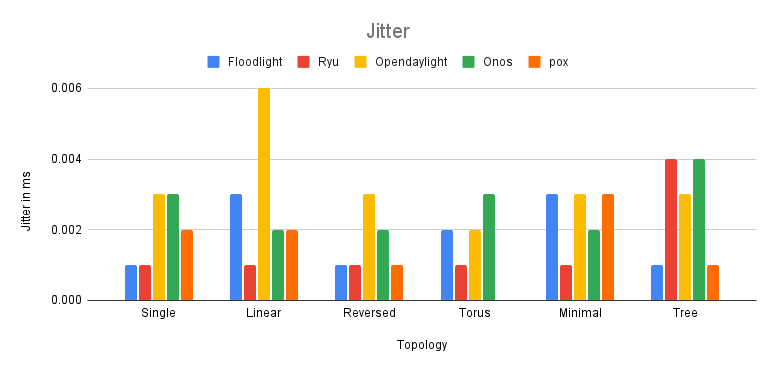 Jitter
Floodlight Ryu Opendaylight Onos pox
0.006
0.004
0.002
0.000
Jitter in ms
Single Linear Reversed Torus Minimal Tree
Topology